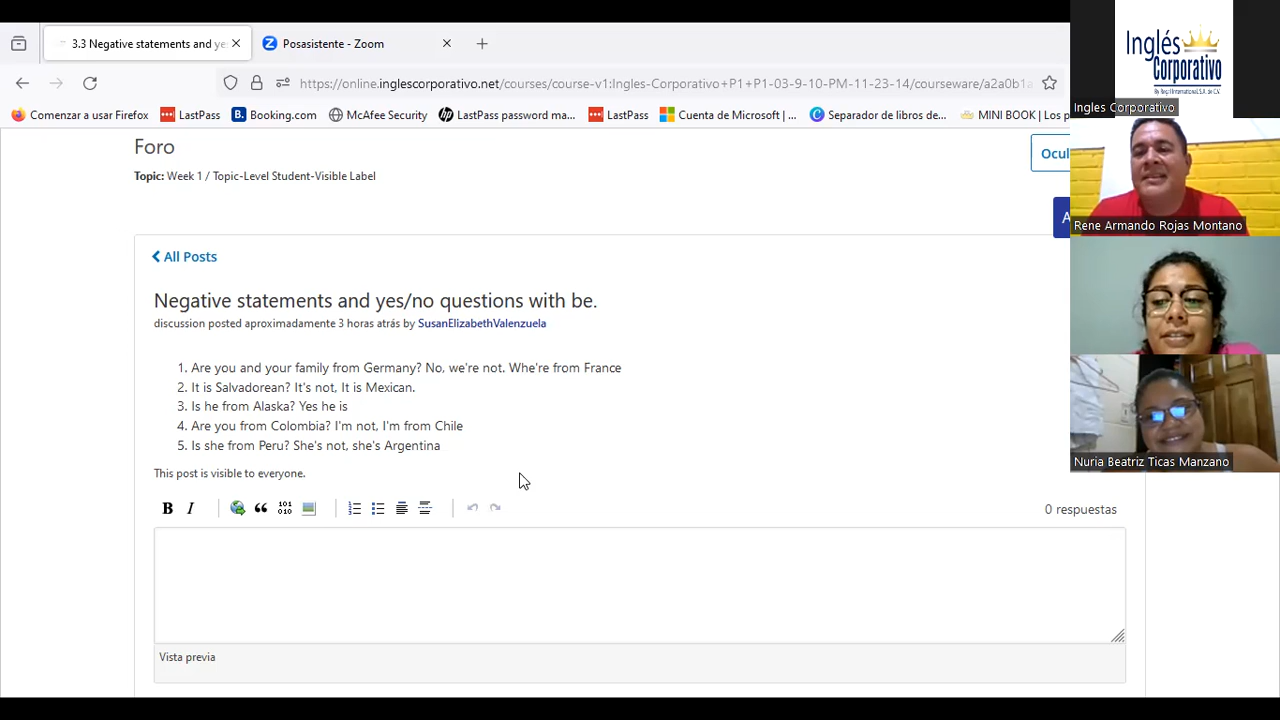 3.3 Negative statements and ye
Posasistente - Zoom
https://online.inglescorporativo.net/courses/course-v1:Ingles-Corporativo+P1+P1-03-9-10-PM-11-23-14/courseware/a2a0b1a
Comenzar a usar Firefox
LastPass
Booking.com
McAfee Security
LastPass password ma...
LastPass
Cuenta de Microsoft | ...
Separador de libros de...
MINI BOOK | Los p
Foro
Ocul
Topic: Week 1 / Topic-Level Student-Visible Label
A
All Posts
Negative statements and yes/no questions with be.
discussion posted aproximadamente 3 horas atrás by SusanElizabethValenzuela
1. Are you and your family from Germany? No, we're not. Whe're from France
2. It is Salvadorean? It's not, It is Mexican.
3. Is he from Alaska? Yes he is
4. Are you from Colombia? I'm not, I'm from Chile
5. Is she from Peru? She's not, she's Argentina
This post is visible to everyone.
B I
101
010
0 respuestas
Vista previa
Inglés
Corporativo
Ingles Corporativo
Rene Armando Rojas Montano
Nuria Beatriz Ticas Manzano